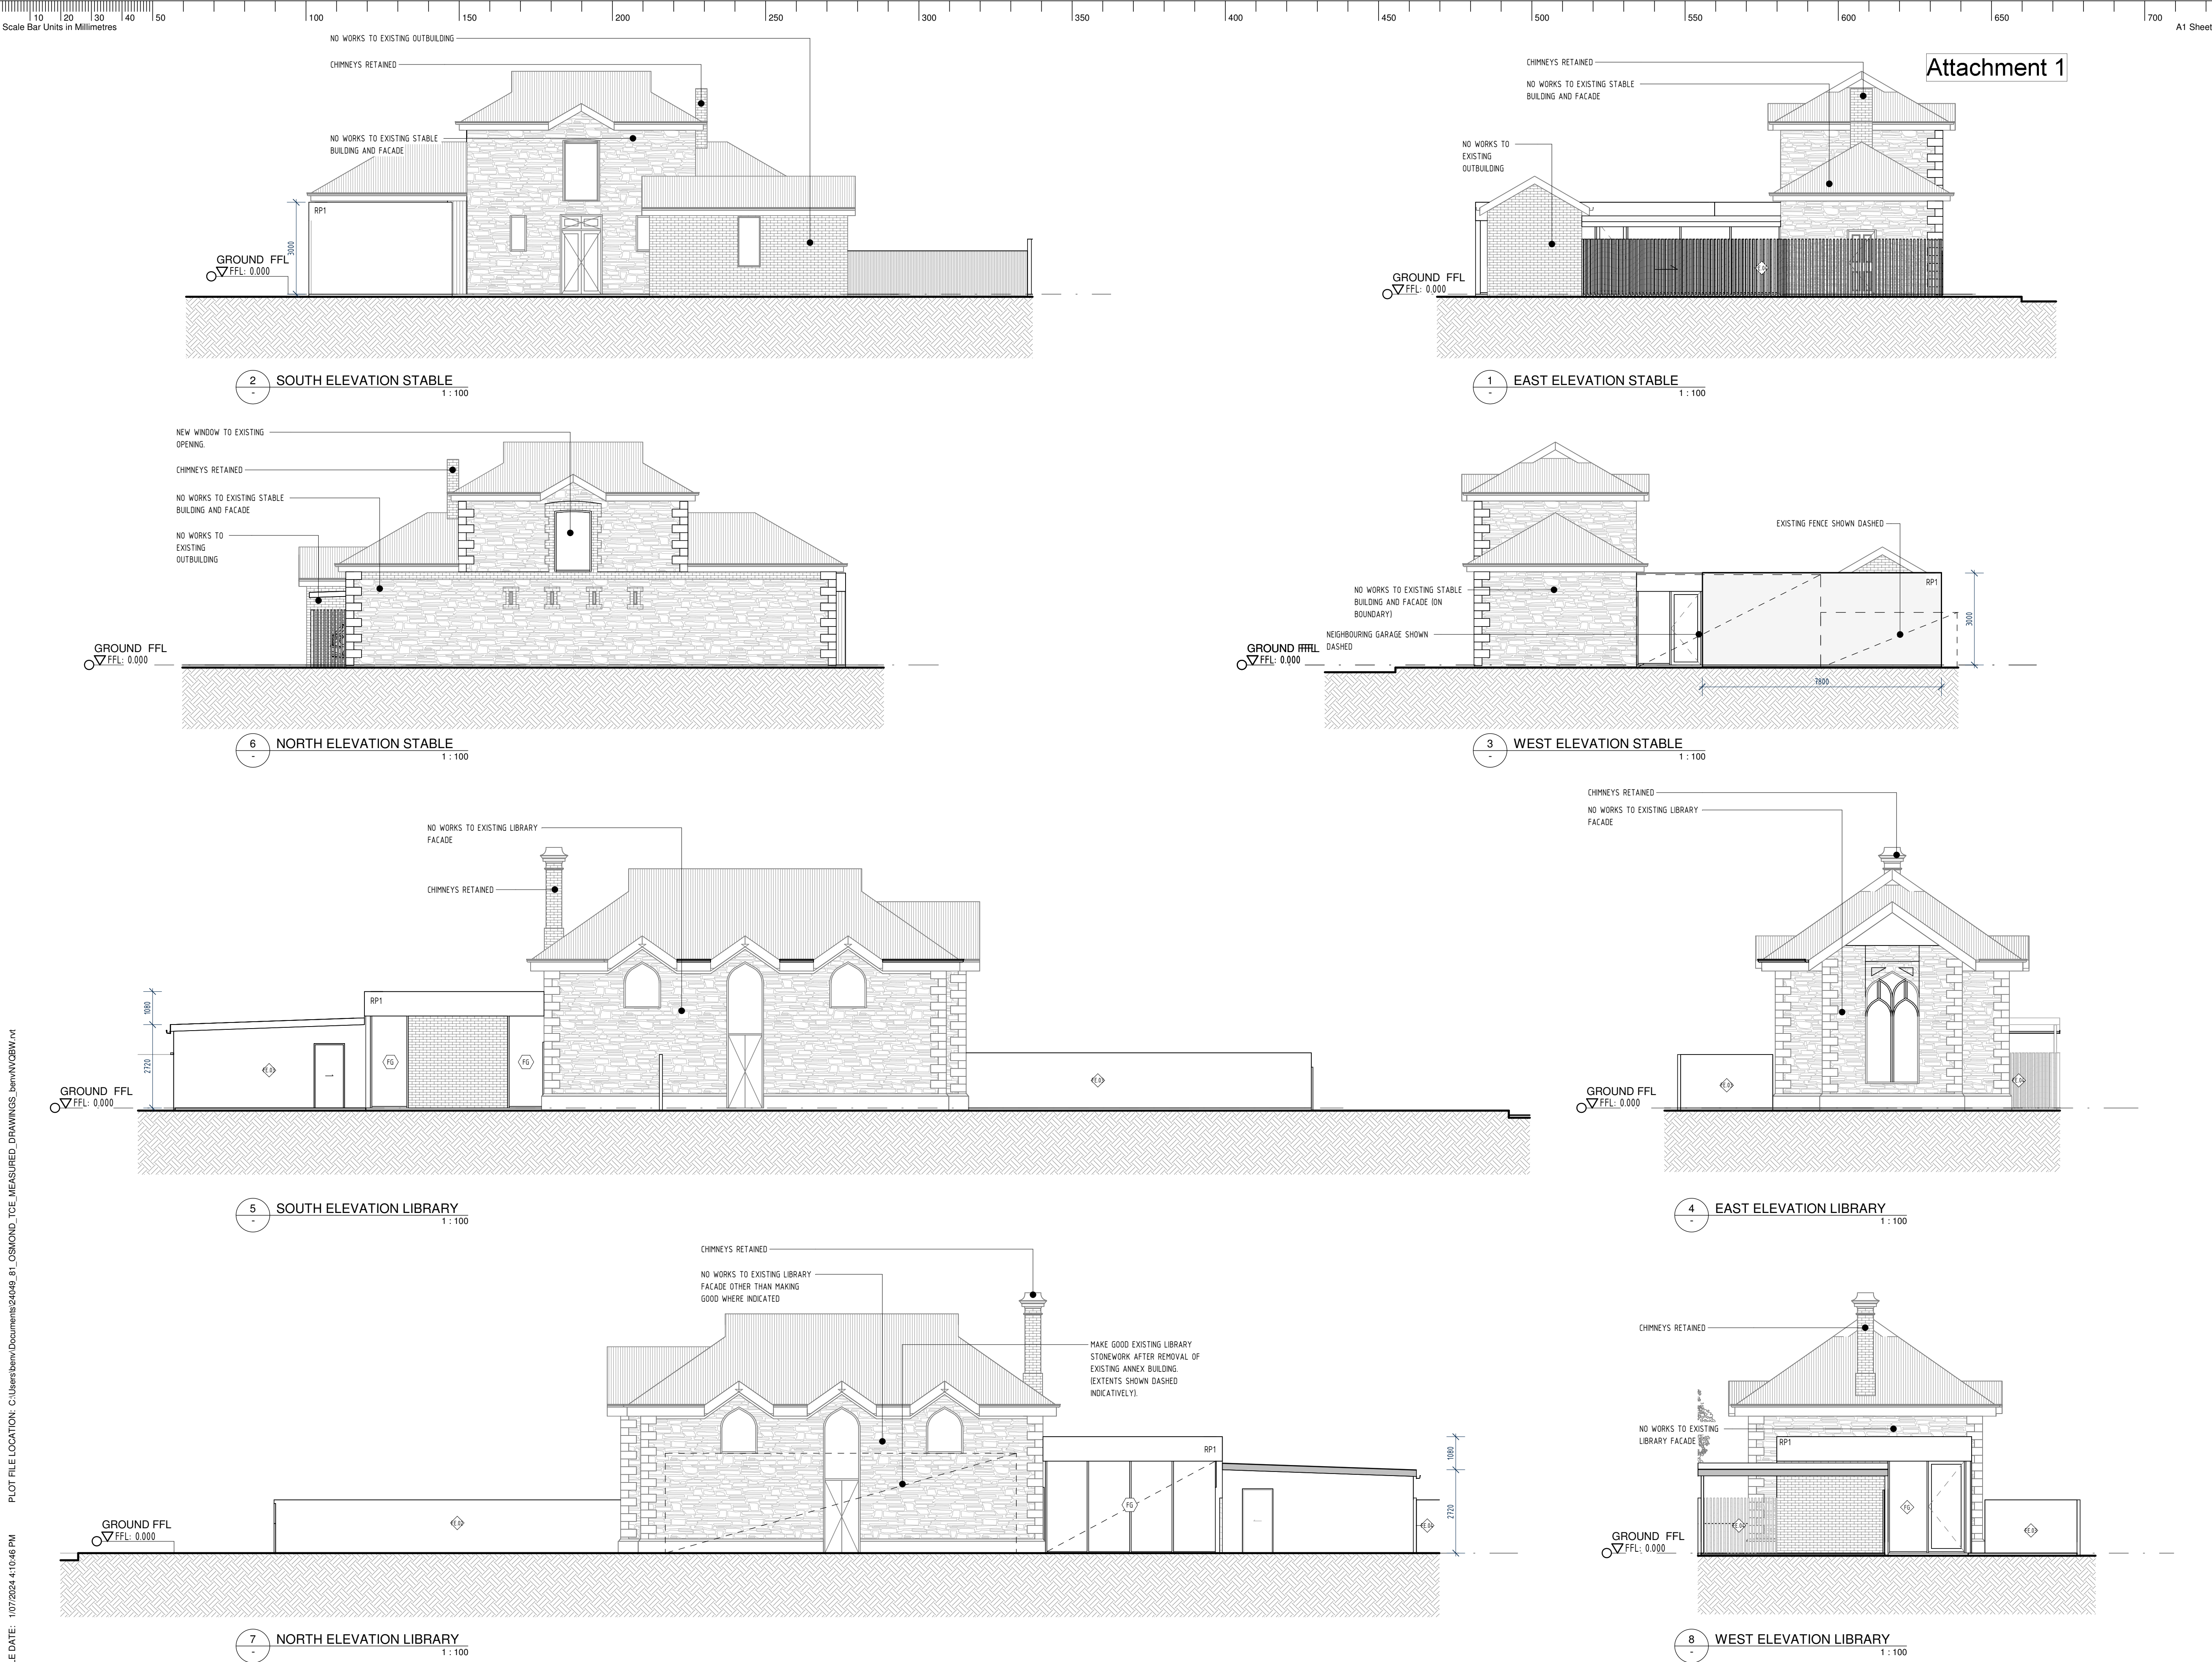 10 20 30 40 50 100 150 200 250 300 350 400 450 500 550 600 650 700
Scale Bar Units in Millimetres
A1 Sheet
Attachment 1
NO WORKS TO EXISTING OUTBUILDING
CHIMNEYS RETAINED
NO WORKS TO EXISTING STABLE
BUILDING AND FACADE
RP1
3000
GROUND FFL
FFL: 0.000
2 SOUTH ELEVATION STABLE
-
1 : 100
CHIMNEYS RETAINED
NO WORKS TO EXISTING STABLE
BUILDING AND FACADE
NO WORKS TO
EXISTING
OUTBUILDING
GROUND FFL
FFL: 0.000
1 EAST ELEVATION STABLE
-
1 : 100
NEW WINDOW TO EXISTING
OPENING.
CHIMNEYS RETAINED
NO WORKS TO EXISTING STABLE
BUILDING AND FACADE
NO WORKS TO
EXISTING
OUTBUILDING
GROUND FFL
FFL: 0.000
6 NORTH ELEVATION STABLE
-
1 : 100
EXISTING FENCE SHOWN DASHED
RP1
NO WORKS TO EXISTING STABLE
BUILDING AND FACADE (ON
BOUNDARY)
3000
NEIGHBOURING GARAGE SHOWN
DASHED
GROUND FFL
FFL: 0.000
7800
3 WEST ELEVATION STABLE
-
1 : 100
NO WORKS TO EXISTING LIBRARY
FACADE
CHIMNEYS RETAINED
1080
RP1
2720
FE.03
FG
FG
FE.03
GROUND FFL
FFL: 0.000
5 SOUTH ELEVATION LIBRARY
-
1 : 100
CHIMNEYS RETAINED
NO WORKS TO EXISTING LIBRARY
FACADE
GROUND FFL
FFL: 0.000
4 EAST ELEVATION LIBRARY
-
1 : 100
CHIMNEYS RETAINED
NO WORKS TO EXISTING LIBRARY
FACADE OTHER THAN MAKING
GOOD WHERE INDICATED
MAKE GOOD EXISTING LIBRARY
STONEWORK AFTER REMOVAL OF
EXISTING ANNEX BUILDING.
(EXTENTS SHOWN DASHED
INDICATIVELY).
RP1
1080
FG
2720
FE.02
GROUND FFL
FFL: 0.000
7 NORTH ELEVATION LIBRARY
-
1 : 100
CHIMNEYS RETAINED
NO WORKS TO EXISTING
LIBRARY FACADE
RP1
FG
GROUND FFL
FFL: 0.000
8 WEST ELEVATION LIBRARY
-
1 : 100
LE DATE: 1/07/2024 4:10:46 PM PLOT FILE LOCATION: C:\Users\benv\Documents\24049_81_OSMOND_TCE_MEASURED_DRAWINGS_benvNVQBW.rvt